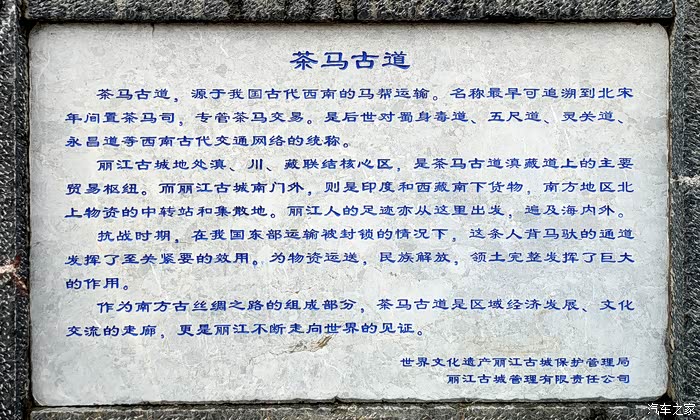 茶马古道
茶马古道，源于我国古代西南的马帮运输。名称最早可追溯到北宋
年间置茶马司，专管茶马交易。是后世对蜀身毒道、五尺道、灵关道、
永昌道等西南古代交通网络的统称。
丽江古城地处滇、川、藏联结核心区，是茶马古道滇藏道上的主要
贸易枢纽。而丽江古城南门外，则是印度和西藏南下货物，南方地区北
上物资的中转站和集散地。丽江人的足迹亦从这里出发，遍及海内外。
抗战时期，在我国东部运输被封锁的情况下，这条人背马驮的通道
发挥了至关紧要的效用。为物资运送，民族解放，领土完整发挥了巨大
的作用。
作为南方古丝绸之路的组成部分，茶马古道是区域经济发展、文化
交流的走廊，更是丽江不断走向世界的见证。
世界文化遗产丽江古城保护管理局
丽江古城管理有限责任公司
汽车之家